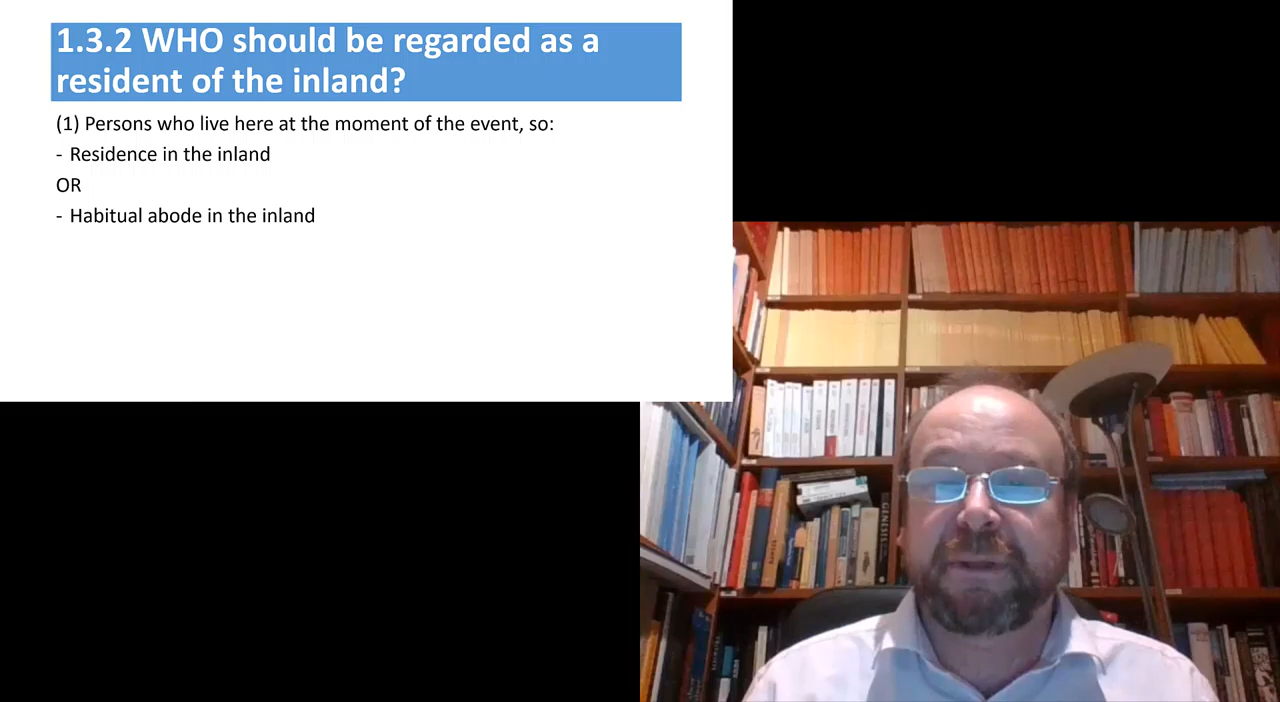 1.3.2 WHO should be regarded as a
resident of the inland?
(1) Persons who live here at the moment of the event, so:
- Residence in the inland
OR
- Habitual abode in the inland
GENESIS